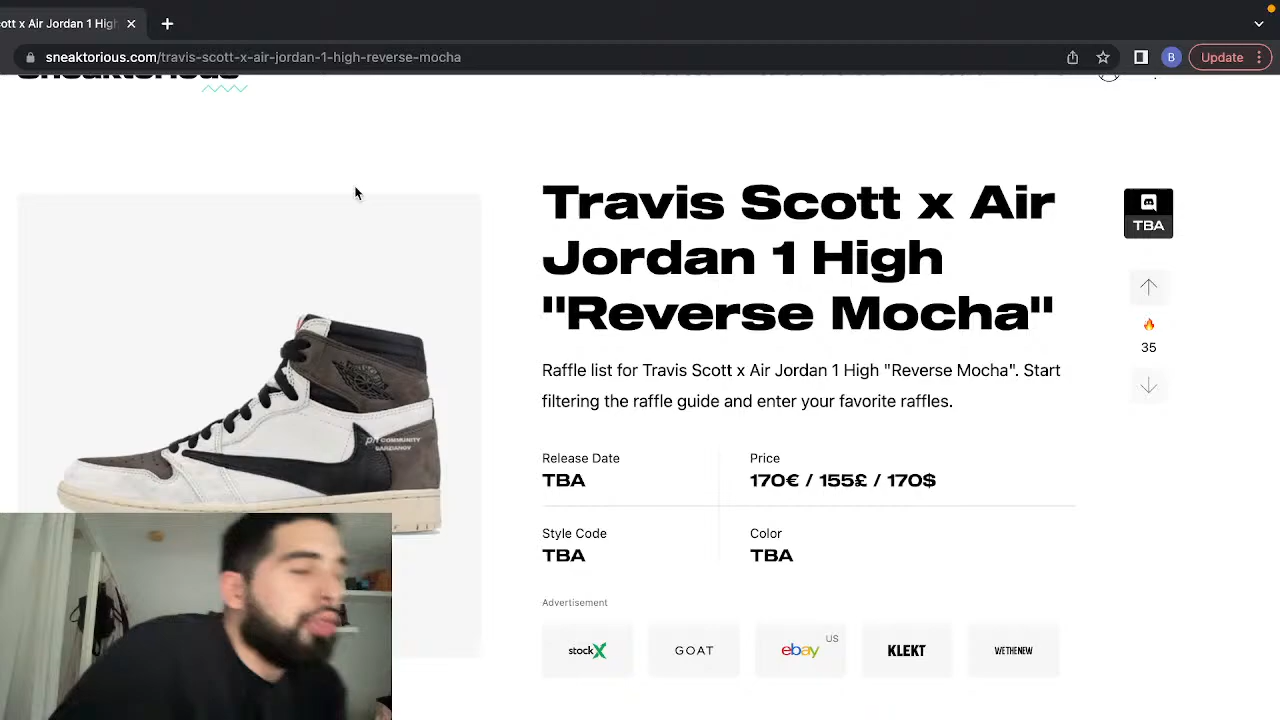 ott x Air Jordan 1 High
sneaktorious.com/travis-scott-x-air-jordan-1-high-reverse-mocha
B
Update
sneaktorious
Travis Scott x Air
Jordan 1 High
"Reverse Mocha"
TBA
35
Raffle list for Travis Scott x Air Jordan 1 High "Reverse Mocha". Start
filtering the raffle guide and enter your favorite raffles.
COMMUNITY
Release Date
TBA
Price
170€ / 155£ / 170$
Style Code
TBA
Color
TBA
Advertisement
stockX
GOAT
ebay US
KLEKT
WETHENEW